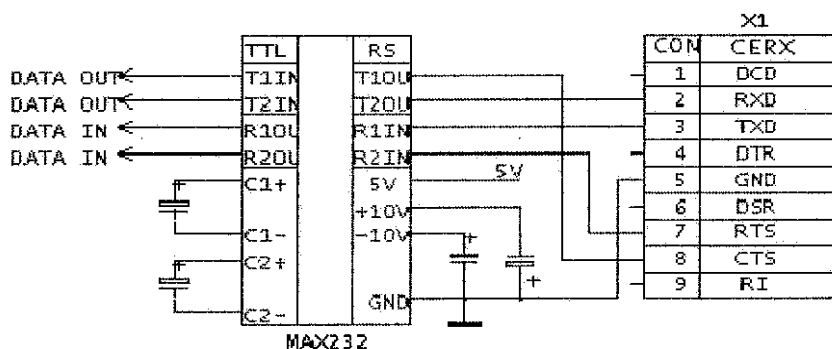 X1
TTL RS CON CERX
DATA OUT T1IN T1OU 1 DCD
DATA OUT T2IN T2OU 2 RXD
DATA IN R1OU R1IN 3 TXD
DATA IN R2OU R2IN 4 DTR
C1+ 5V 5V 5 GND
+10V 6 DSR
C1- -10V 7 RTS
C2+ 8 CTS
GND 9 RI
C2-
MAX232